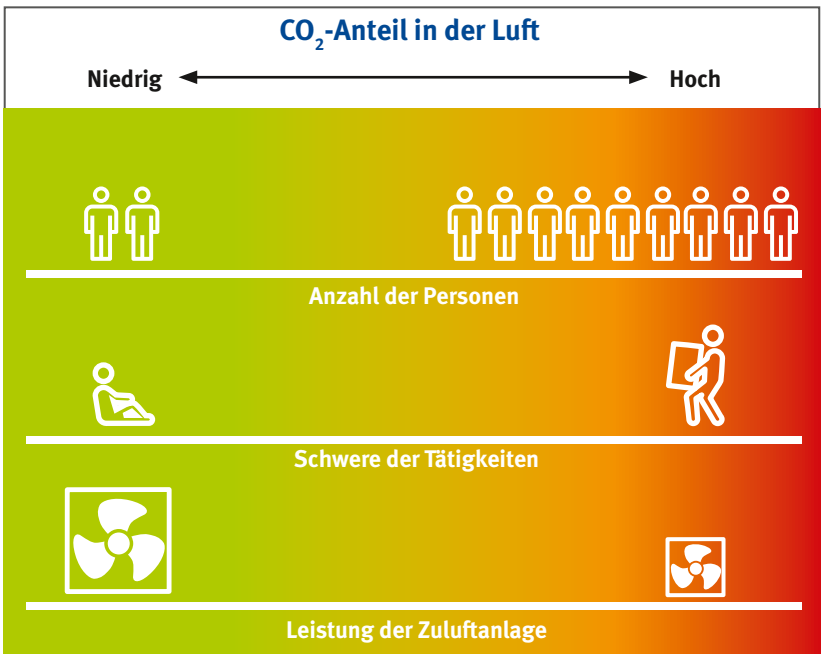 CO₂-Anteil in der Luft
Niedrig Hoch
Anzahl der Personen
Schwere der Tätigkeiten
Leistung der Zuluftanlage